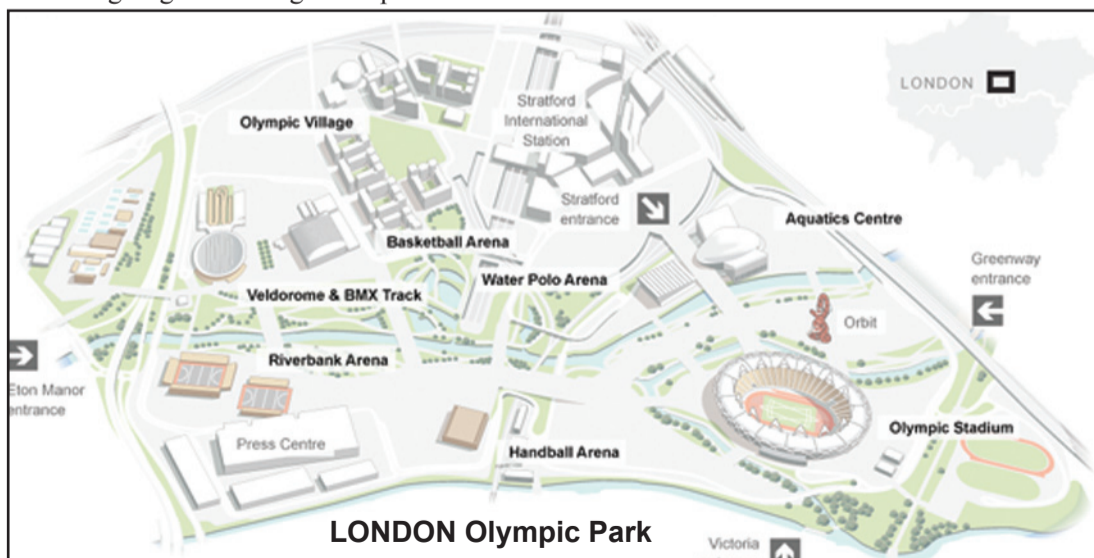 LONDON
Stratford
International
Station
Olympic Village
Stratford
entrance
Aquatics Centre
Basketball Arena
Greenway
entrance
Water Polo Arena
Veldorome & BMX Track
Orbit
Riverbank Arena
Eton Manor
entrance
Press Centre
Olympic Stadium
Handball Arena
LONDON Olympic Park
Victoria